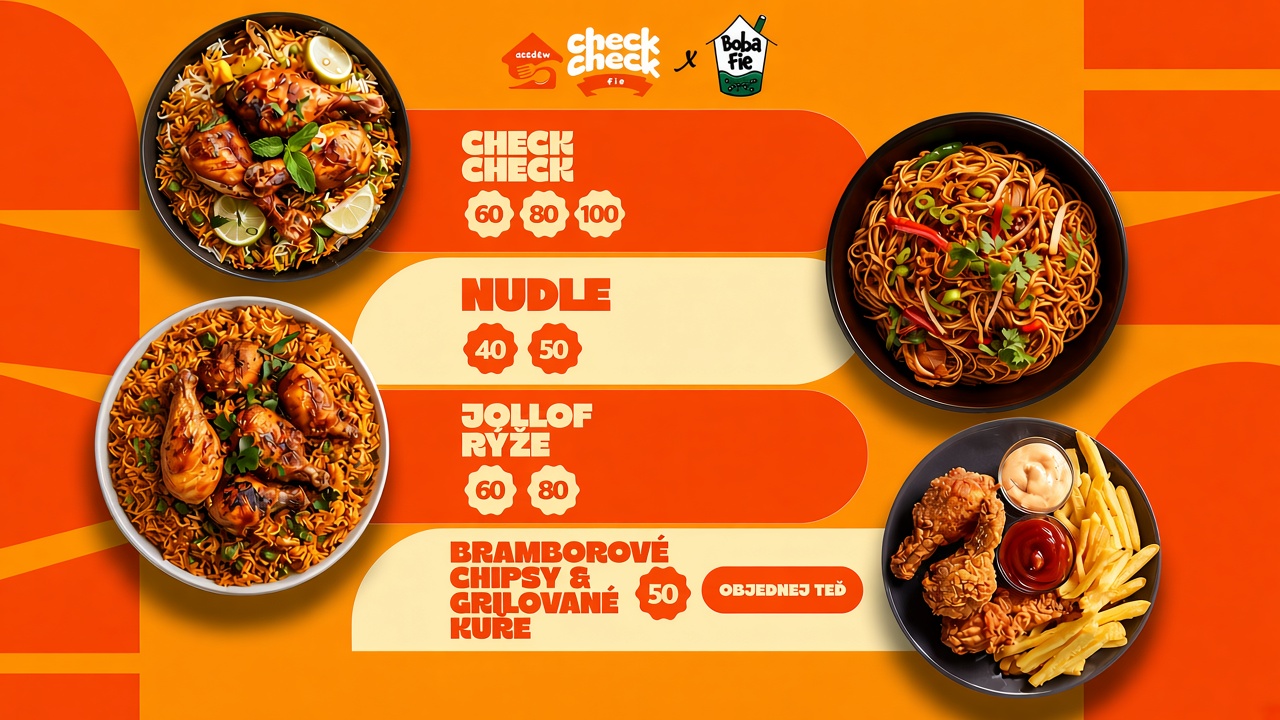 accdew
check
check
fie
x
Boba
Fie
CHECK
CHECK
60 80 100
NUDLE
40 50
JOLLOF
RÝŽE
60 80
BRAMBOROVÉ
CHIPSY &
GRILOVANÉ
KUŘE
50
OBJEDNEJ TEĎ